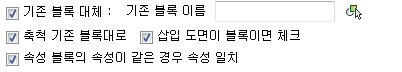 기존 블록 대체 : 기존 블록 이름
축척 기존 블록대로 삽입 도면이 블록이면 체크
속성 블록의 속성이 같은 경우 속성 일치